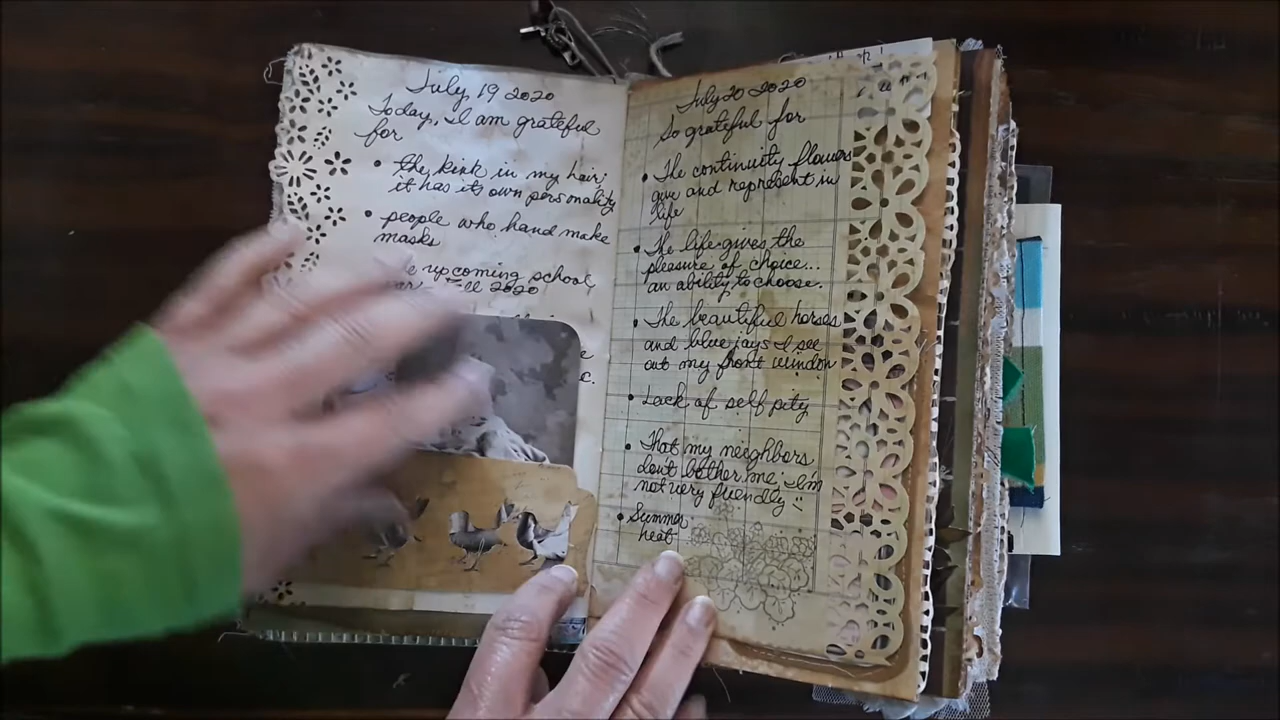 July 19 2020
Today, I am grateful
for
• the kink in my hair;
it has its own personality
• people who hand make
masks
upcoming school
2020
July 20 2020
So grateful for
• The continuity flowers
give and represent in
life
• The life gives the
pleasure of choice...
an ability to choose.
• The beautiful horses
and blue jays I see
out my front window
• Lack of self pity
• That my neighbors
dont bother me; I'm
not very friendly
• Summer
heat